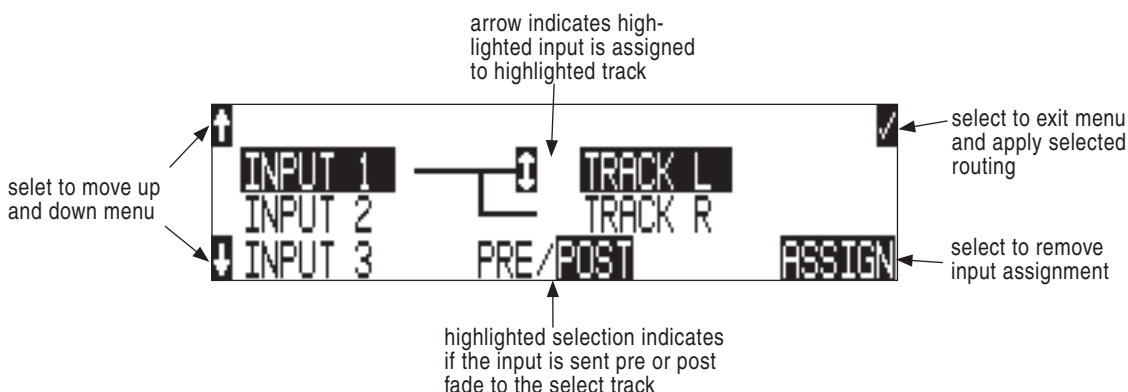 arrow indicates high-
lighted input is assigned
to highlighted track
select to exit menu
and apply selected
routing
selet to move up
and down menu
INPUT 1
TRACK L
INPUT 2
TRACK R
INPUT 3
PRE/POST
ASSIGN
select to remove
input assignment
highlighted selection indicates
if the input is sent pre or post
fade to the select track